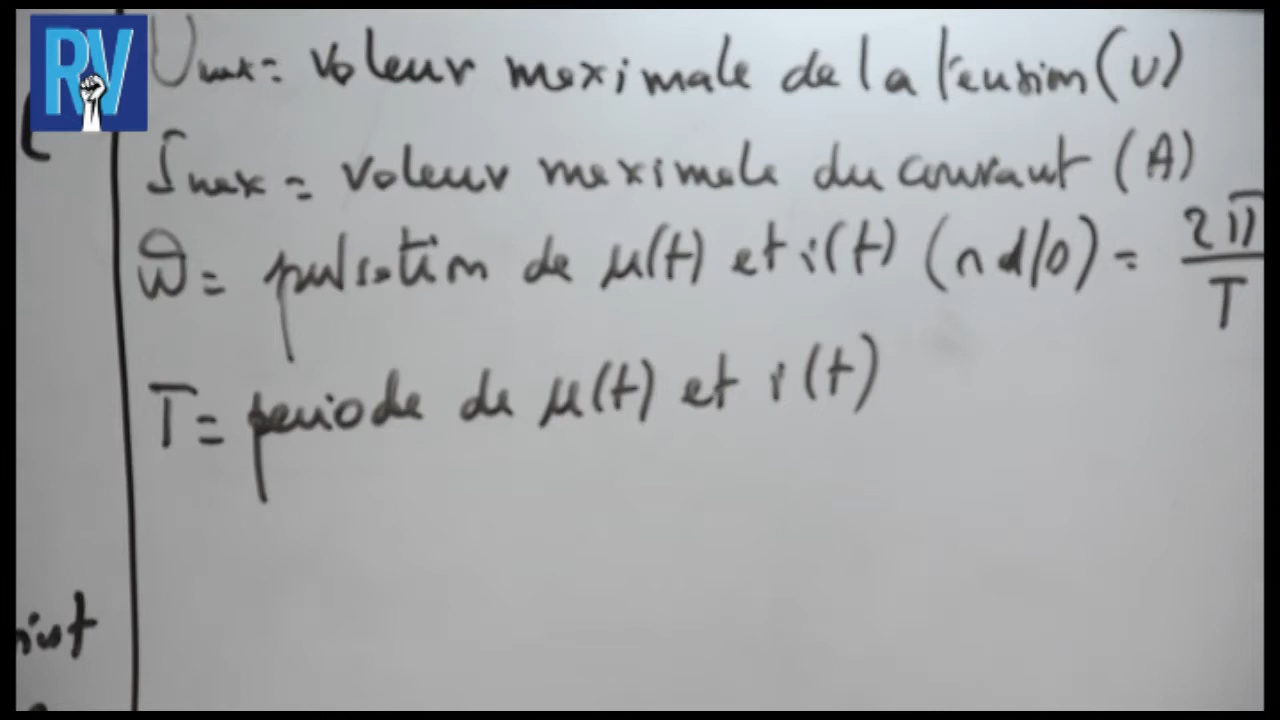 RV
Umax = valeur maximale de la tension (V)
Imax = valeur maximale du courant (A)
ω = pulsation de u(t) et i(t) (rd/s) = 2π/T
T = periode de u(t) et i(t)